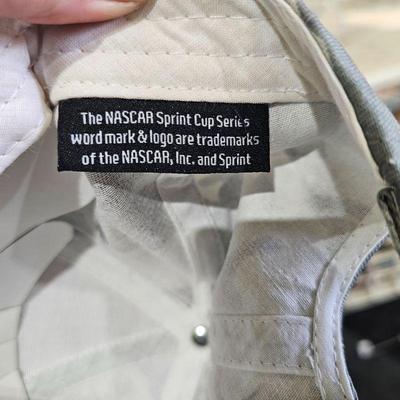 The NASCAR Sprint Cup Series
word mark & logo are trademarks
of the NASCAR, Inc. and Sprint